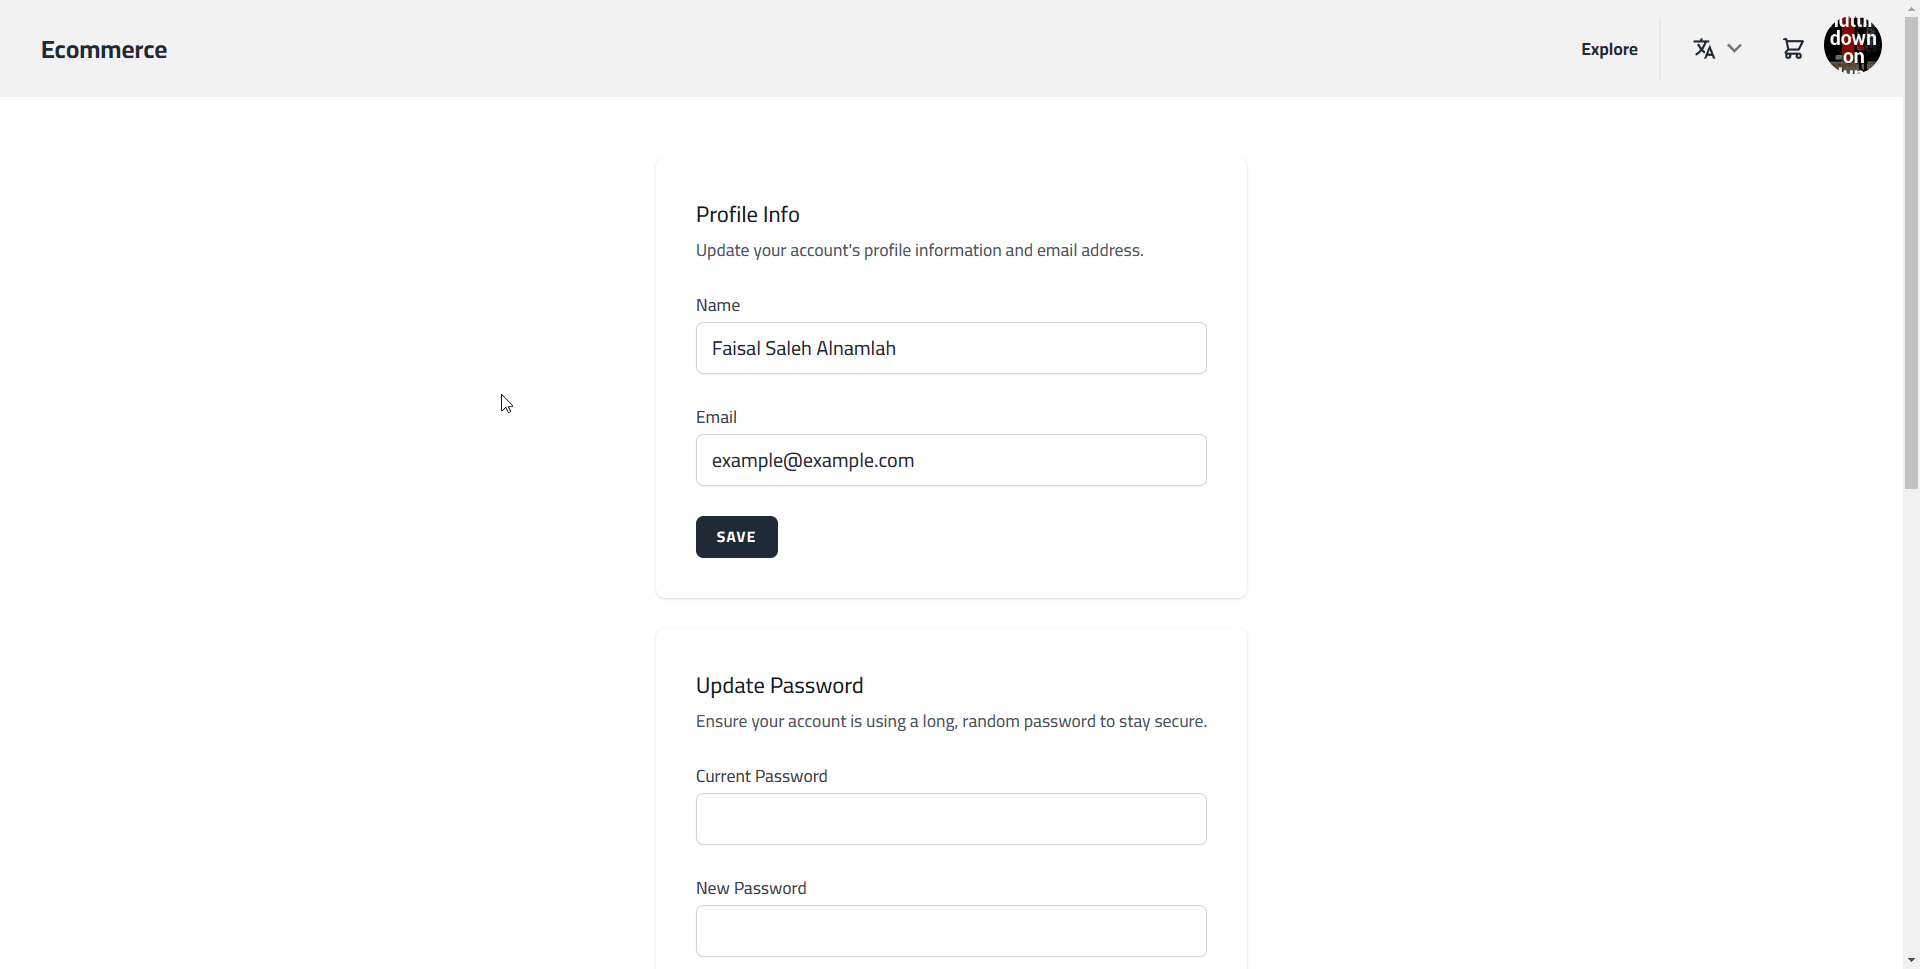 Ecommerce
Explore
down
on
Profile Info
Update your account's profile information and email address.
Name
Faisal Saleh Alnamlah
Email
example@example.com
SAVE
Update Password
Ensure your account is using a long, random password to stay secure.
Current Password
New Password